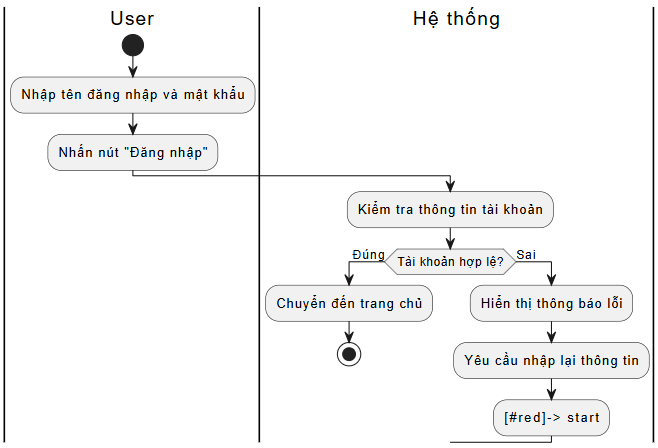 User
Hệ thống
Nhập tên đăng nhập và mật khẩu
Nhấn nút "Đăng nhập"
Kiểm tra thông tin tài khoản
Đúng
Tài khoản hợp lệ?
Sai
Chuyển đến trang chủ
Hiển thị thông báo lỗi
Yêu cầu nhập lại thông tin
[#red]-> start